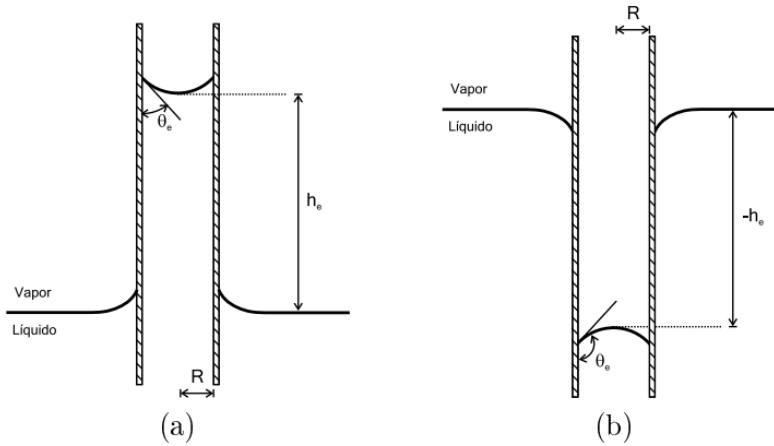 Vapor
Líquido
θe
he
R
(a)
R
Vapor
Líquido
-he
θe
(b)